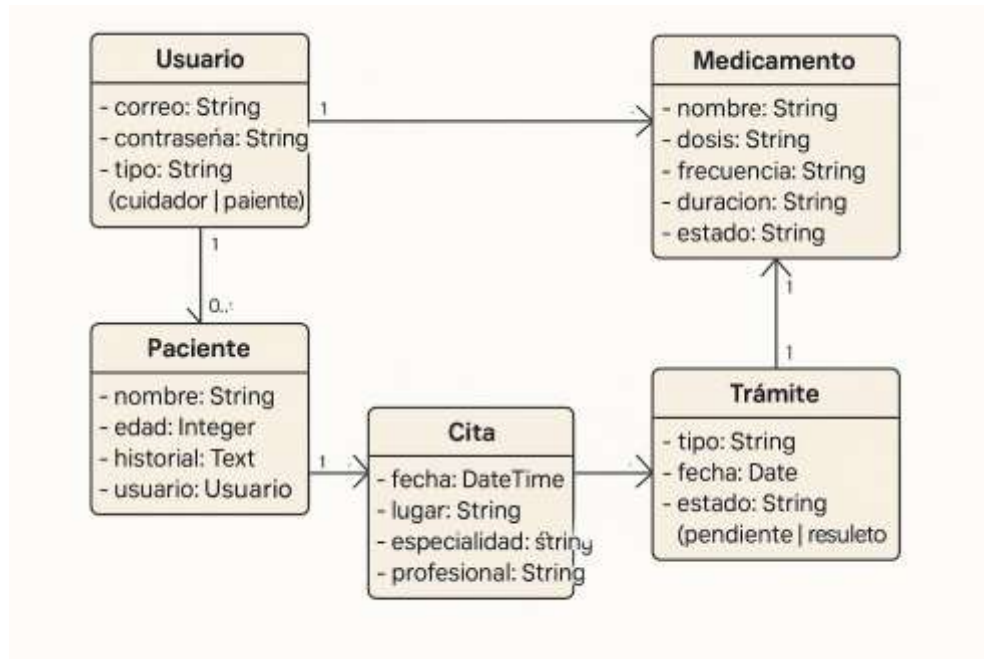 Usuario
- correo: String
- contraseńa: String
- tipo: String
(cuidador | paiente)
1
1
0..
Medicamento
- nombre: String
- dosis: String
- frecuencia: String
- duracion: String
- estado: String
1
1
Paciente
- nombre: String
- edad: Integer
- historial: Text
- usuario: Usuario
1
Cita
- fecha: DateTime
- lugar: String
- especialidad: string
- profesional: String
Trámite
- tipo: String
- fecha: Date
- estado: String
(pendiente | resuleto